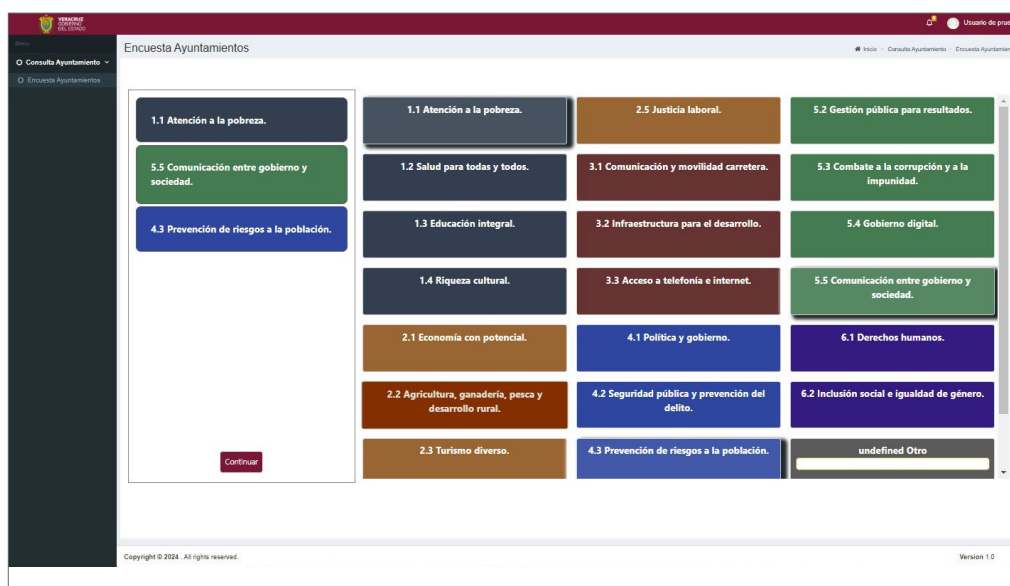 VERACRUZ
GOBIERNO
DEL ESTADO
Usuario de prue
Menu
Encuesta Ayuntamientos
Inicio
Consulta Ayuntamiento
Encuesta Ayuntamien
Consulta Ayuntamiento
Encuesta Ayuntamientos
1.1 Atención a la pobreza.
5.5 Comunicación entre gobierno y
sociedad.
4.3 Prevención de riesgos a la población.
Continuar
1.1 Atención a la pobreza.
1.2 Salud para todas y todos.
1.3 Educación integral.
1.4 Riqueza cultural.
2.1 Economía con potencial.
2.2 Agricultura, ganadería, pesca y
desarrollo rural.
2.3 Turismo diverso.
2.5 Justicia laboral.
3.1 Comunicación y movilidad carretera.
3.2 Infraestructura para el desarrollo.
3.3 Acceso a telefonía e internet.
4.1 Política y gobierno.
4.2 Seguridad pública y prevención del
delito.
4.3 Prevención de riesgos a la población.
5.2 Gestión pública para resultados.
5.3 Combate a la corrupción y a la
impunidad.
5.4 Gobierno digital.
5.5 Comunicación entre gobierno y
sociedad.
6.1 Derechos humanos.
6.2 Inclusión social e igualdad de género.
undefined Otro
Copyright © 2024 . All rights reserved.
Version 1.0